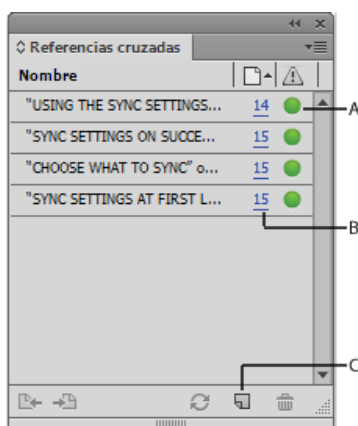 Referencias cruzadas
Nombre
"USING THE SYNC SETTINGS... 14 A
"SYNC SETTINGS ON SUCCE... 15
"CHOOSE WHAT TO SYNC" o... 15
"SYNC SETTINGS AT FIRST L... 15
B
C